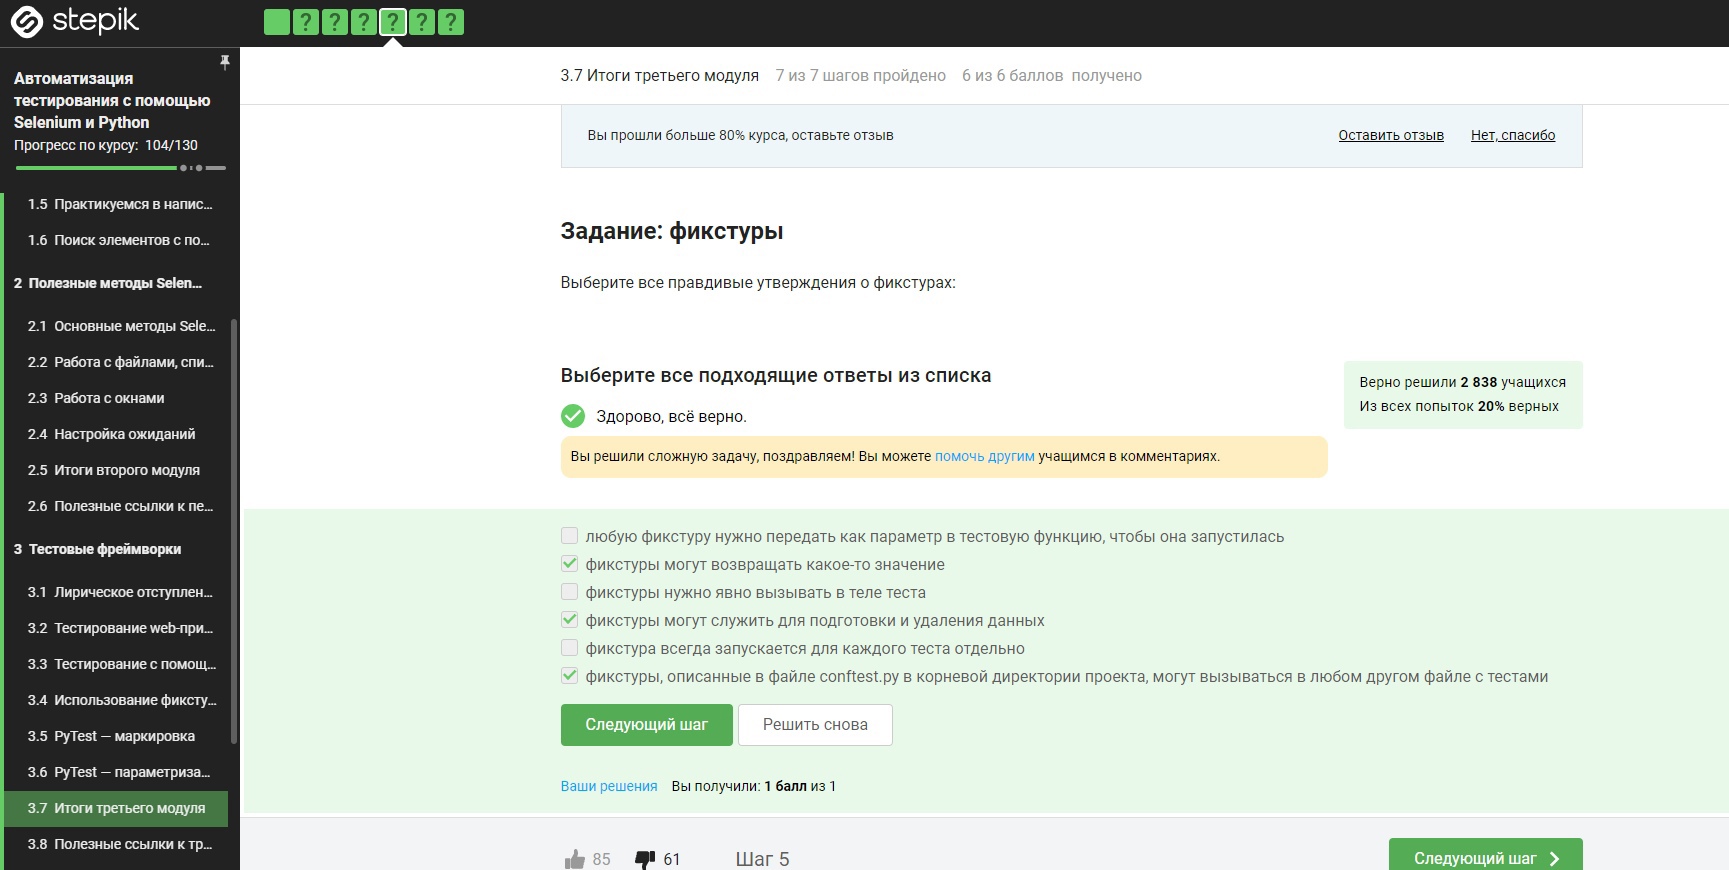 stepik
? ? ? ? ? ?
Автоматизация
тестирования с помощью
Selenium и Python
Прогресс по курсу: 104/130
1.5 Практикуемся в напис...
1.6 Поиск элементов с по...
2 Полезные методы Selen...
2.1 Основные методы Sele...
2.2 Работа с файлами, спи...
2.3 Работа с окнами
2.4 Настройка ожиданий
2.5 Итоги второго модуля
2.6 Полезные ссылки к пе...
3 Тестовые фреймворки
3.1 Лирическое отступлен...
3.2 Тестирование web-при...
3.3 Тестирование с помощ...
3.4 Использование фиксту...
3.5 PyTest — маркировка
3.6 PyTest — параметриза...
3.7 Итоги третьего модуля
3.8 Полезные ссылки к тр...
3.7 Итоги третьего модуля 7 из 7 шагов пройдено 6 из 6 баллов получено
Вы прошли больше 80% курса, оставьте отзыв Оставить отзыв Нет, спасибо
Задание: фикстуры
Выберите все правдивые утверждения о фикстурах:
Выберите все подходящие ответы из списка
Верно решили 2 838 учащихся
Из всех попыток 20% верных
Здорово, всё верно.
Вы решили сложную задачу, поздравляем! Вы можете помочь другим учащимся в комментариях.
любую фикстуру нужно передать как параметр в тестовую функцию, чтобы она запустилась
фикстуры могут возвращать какое-то значение
фикстуры нужно явно вызывать в теле теста
фикстуры могут служить для подготовки и удаления данных
фикстура всегда запускается для каждого теста отдельно
фикстуры, описанные в файле conftest.py в корневой директории проекта, могут вызываться в любом другом файле с тестами
Следующий шаг Решить снова
Ваши решения Вы получили: 1 балл из 1
85 61 Шаг 5 Следующий шаг